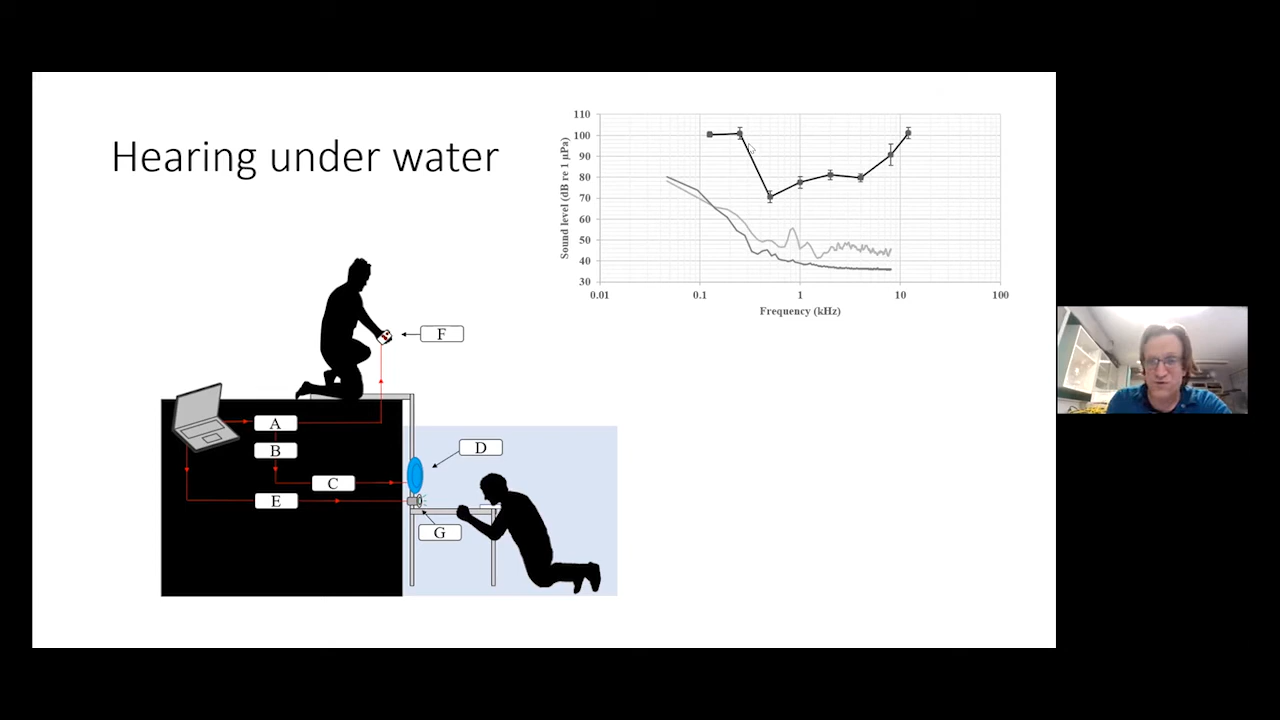 Hearing under water
110
100
90
80
70
60
50
40
30
Sound level (dB re 1 µPa)
0.01 0.1 1 10 100
Frequency (kHz)
F
A
B
C
D
E
G